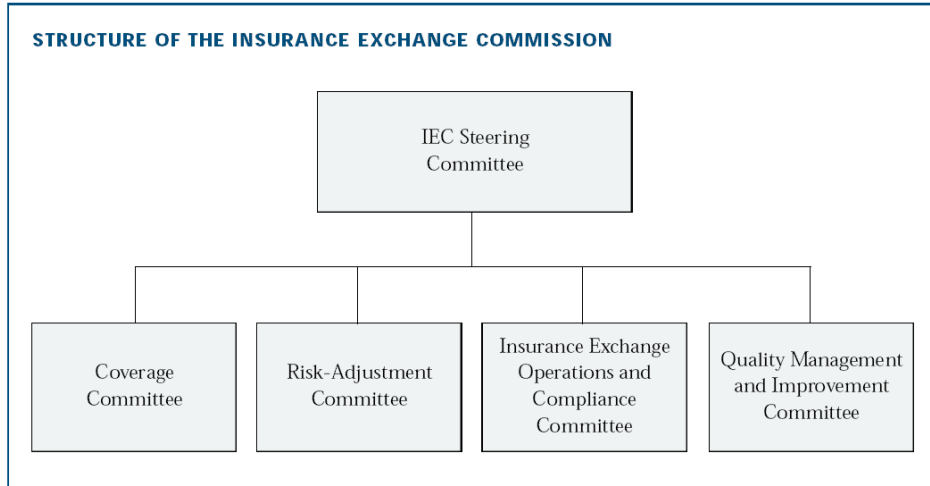 STRUCTURE OF THE INSURANCE EXCHANGE COMMISSION
IEC Steering
Committee
Coverage
Committee
Risk-Adjustment
Committee
Insurance Exchange
Operations and
Compliance
Committee
Quality Management
and Improvement
Committee